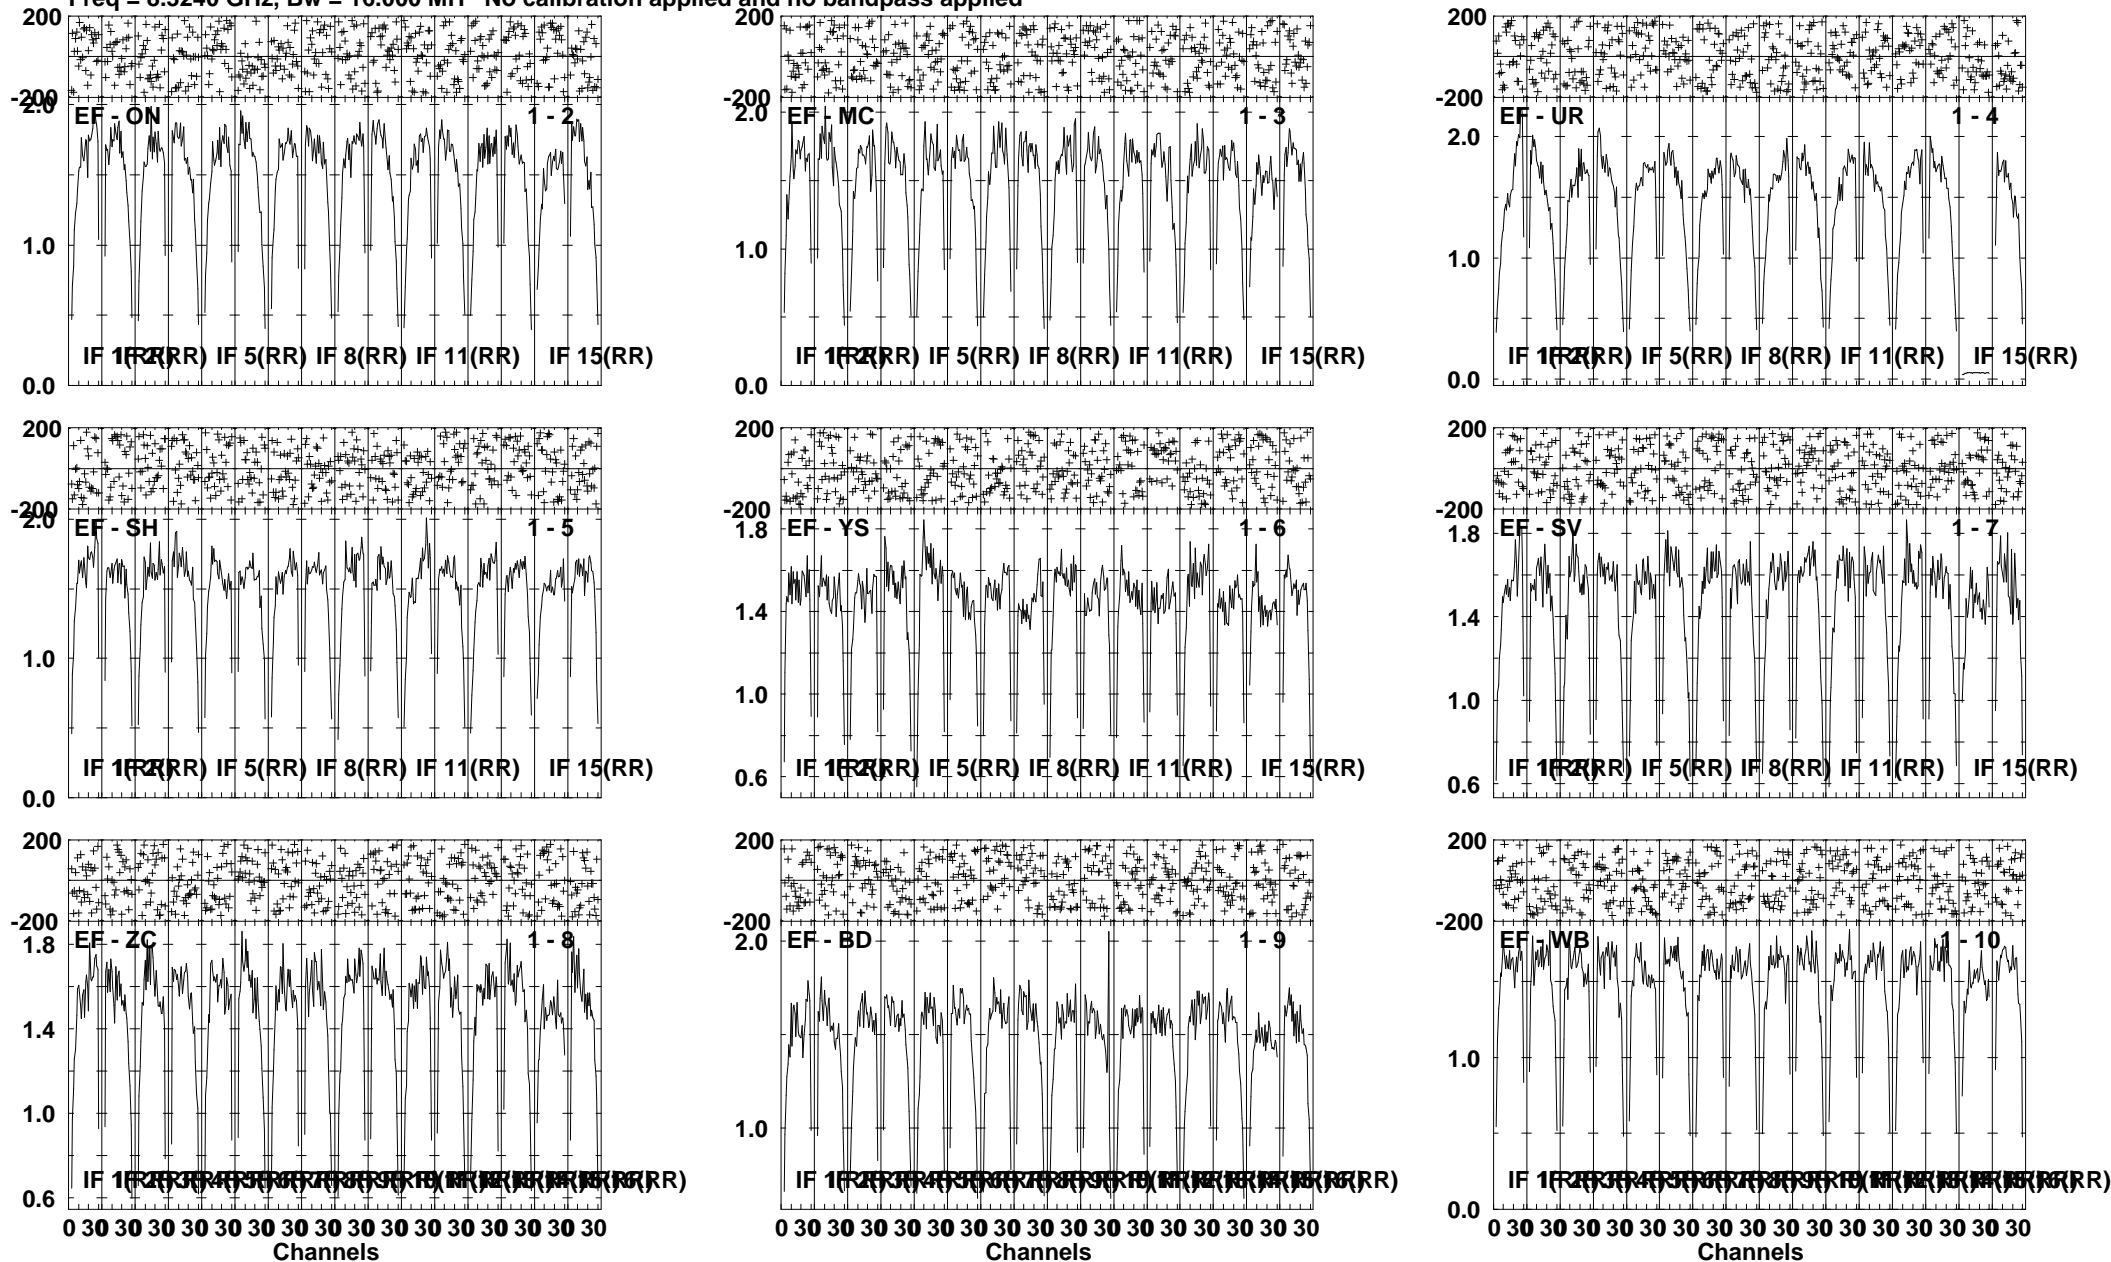 Freq = 8.3240 GHz, Bw = 16.000 MH No calibration applied and no bandpass applied
200
-200
2.0
1.0
0.0
EF - ON
1 - 2
IF 5(RR) IF 8(RR) IF 11(RR) IF 15(RR)
200
-200
2.0
1.0
0.0
EF - MC
1 - 3
IF 5(RR) IF 8(RR) IF 11(RR) IF 15(RR)
200
-200
2.0
1.0
0.0
EF - UR
1 - 4
IF 5(RR) IF 8(RR) IF 11(RR) IF 15(RR)
200
-200
2.0
1.0
0.0
EF - SH
1 - 5
IF 5(RR) IF 8(RR) IF 11(RR) IF 15(RR)
200
-200
1.8
1.4
1.0
0.6
EF - YS
1 - 6
IF 5(RR) IF 8(RR) IF 11(RR) IF 15(RR)
200
-200
1.8
1.4
1.0
0.6
EF - SV
1 - 7
IF 5(RR) IF 8(RR) IF 11(RR) IF 15(RR)
200
-200
1.8
1.4
1.0
0.6
EF - ZC
1 - 8
0 30 30 30 30 30 30 30 30 30 30 30 30 30 30 30 30
Channels
200
-200
2.0
1.0
EF - BD
1 - 9
0 30 30 30 30 30 30 30 30 30 30 30 30 30 30 30 30
Channels
200
-200
1.0
0.0
EF - WB
1 - 10
0 30 30 30 30 30 30 30 30 30 30 30 30 30 30 30 30
Channels